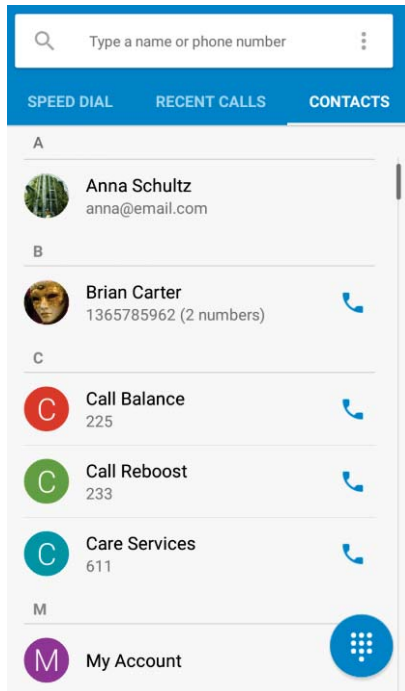 Type a name or phone number
SPEED DIAL RECENT CALLS CONTACTS
A
Anna Schultz
anna@email.com
B
Brian Carter
1365785962 (2 numbers)
C
C Call Balance
225
C Call Reboost
233
C Care Services
611
M
M My Account